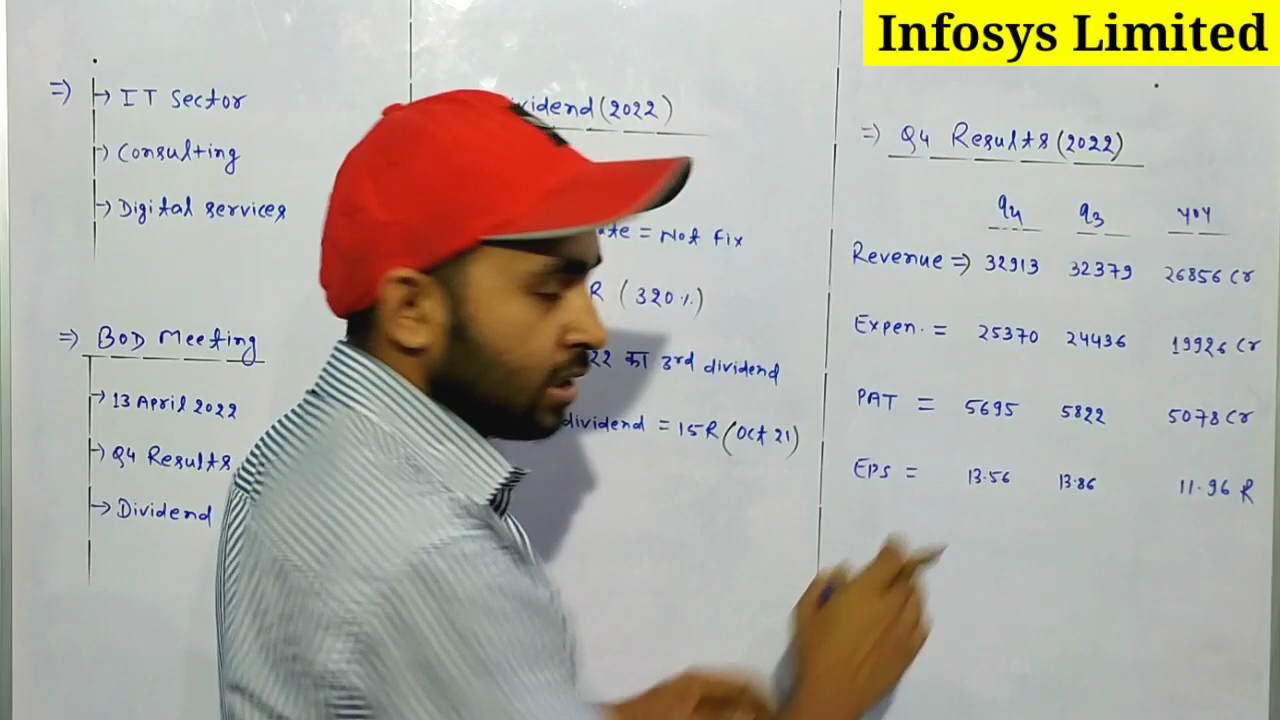 Infosys Limited
=> IT Sector
Consulting
Digital services
=> BOD Meeting
13 April 2022
Q4 Results
Dividend
(2022)
= Not fix
R (320%)
22 का 3rd dividend
dividend = 15R (Oct 21)
=> Q4 Results (2022)
q4 q3 yoy
Revenue => 32913 32379 26856 Cr
Expen. = 25370 24436 19926 Cr
PAT = 5695 5822 5078 Cr
EPS = 13.56 13.86 11.96 R